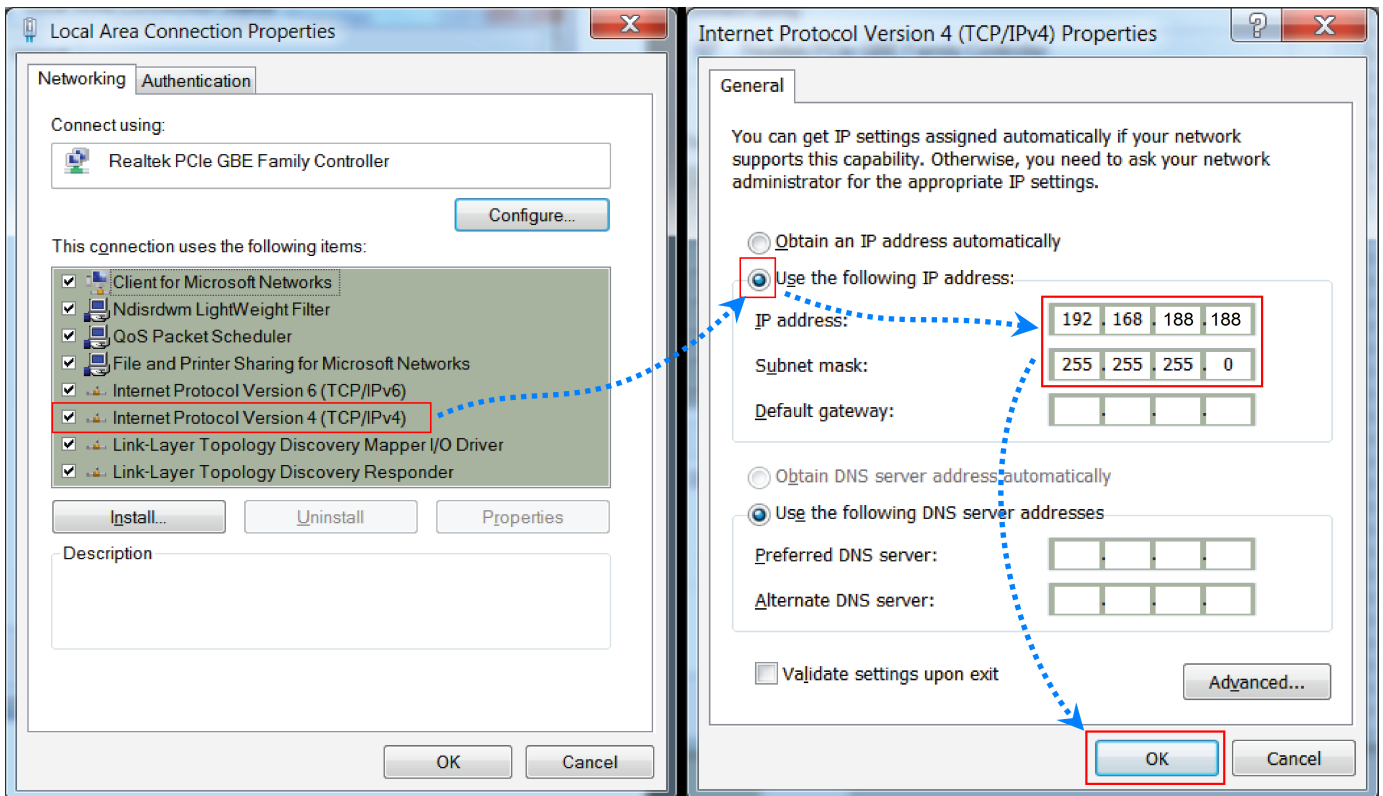 Local Area Connection Properties
Networking
Authentication
Connect using:
Realtek PCIe GBE Family Controller
Configure...
This connection uses the following items:
Client for Microsoft Networks
Ndisrdwm LightWeight Filter
QoS Packet Scheduler
File and Printer Sharing for Microsoft Networks
Internet Protocol Version 6 (TCP/IPv6)
Internet Protocol Version 4 (TCP/IPv4)
Link-Layer Topology Discovery Mapper I/O Driver
Link-Layer Topology Discovery Responder
Install...
Uninstall
Properties
Description
OK
Cancel
Internet Protocol Version 4 (TCP/IPv4) Properties
General
You can get IP settings assigned automatically if your network
supports this capability. Otherwise, you need to ask your network
administrator for the appropriate IP settings.
Obtain an IP address automatically
Use the following IP address:
IP address: 192 . 168 . 188 . 188
Subnet mask: 255 . 255 . 255 . 0
Default gateway: . . .
Obtain DNS server address automatically
Use the following DNS server addresses
Preferred DNS server: . . .
Alternate DNS server: . . .
Validate settings upon exit
Advanced...
OK
Cancel